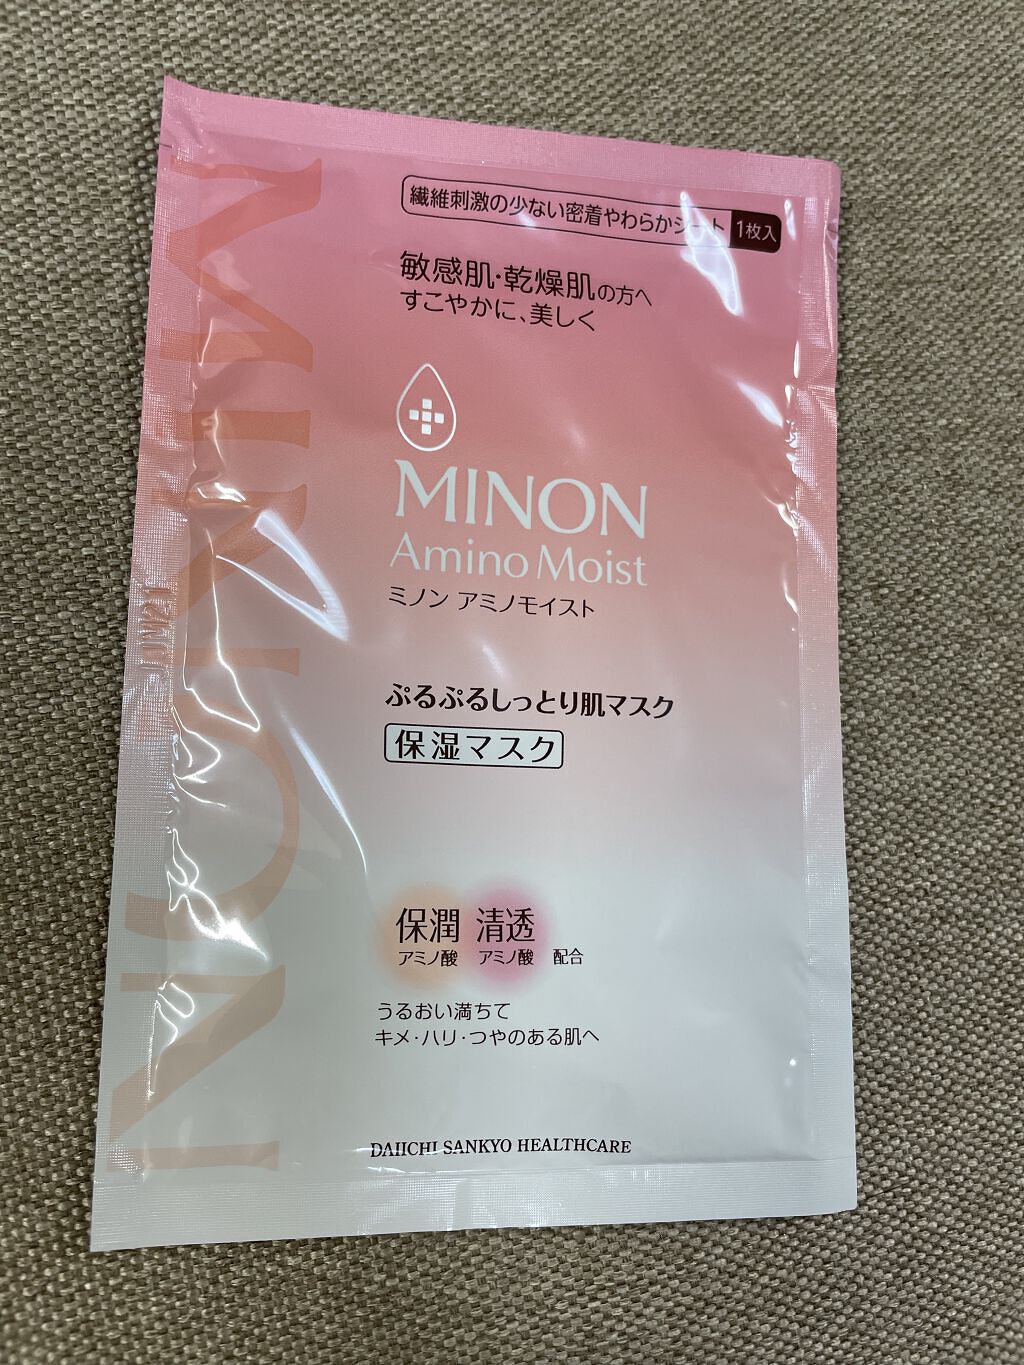 繊維刺激の少ない密着やわらかシート 1枚入
敏感肌・乾燥肌の方へ
すこやかに、美しく
MINON
Amino Moist
ミノン アミノモイスト
ぷるぷるしっとり肌マスク
保湿マスク
保潤 清透
アミノ酸 アミノ酸 配合
うるおい満ちて
キメ・ハリ・つやのある肌へ
DAIICHI SANKYO HEALTHCARE
MINON